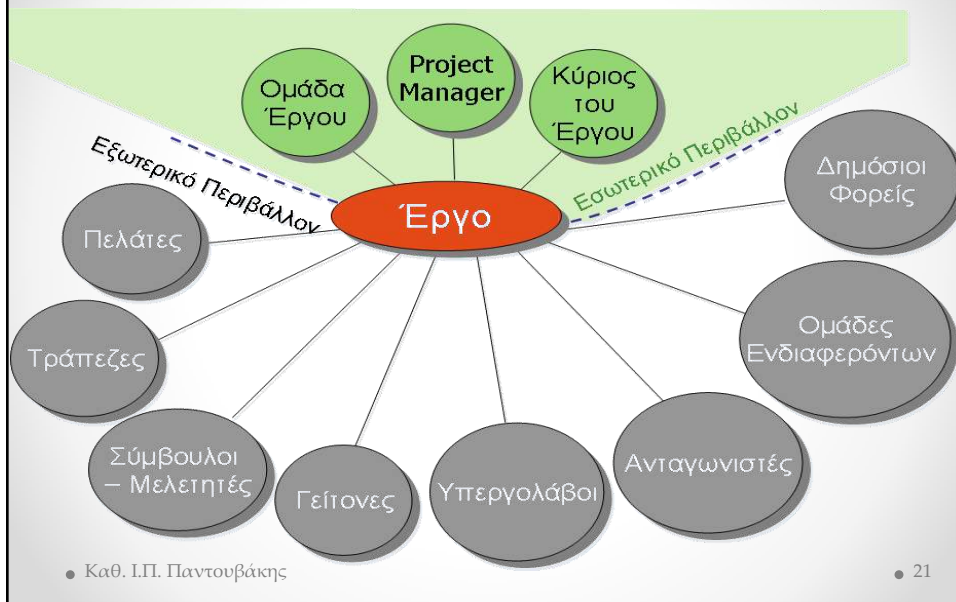 Ομάδα
Έργου
Project
Manager
Κύριος
του
Έργου
Εξωτερικό Περιβάλλον
Εσωτερικό Περιβάλλον
Έργο
Δημόσιοι
Φορείς
Πελάτες
Ομάδες
Ενδιαφερόντων
Τράπεζες
Σύμβουλοι
– Μελετητές
Γείτονες
Υπεργολάβοι
Ανταγωνιστές
• Καθ. Ι.Π. Παντουβάκης
• 21